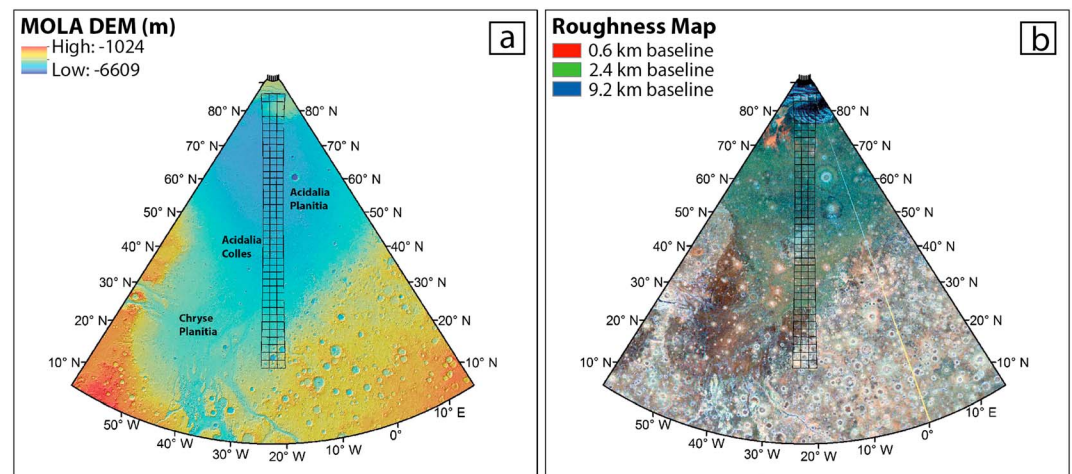 MOLA DEM (m)
High: -1024
Low: -6609
a
80° N
80° N
70° N
70° N
60° N
60° N
Acidalia
Planitia
50° N
50° N
Acidalia
Colles
40° N
40° N
30° N
30° N
Chryse
Planitia
20° N
20° N
10° N
10° N
50° W
40° W
30° W
20° W
10° W
0°
10° E
Roughness Map
0.6 km baseline
2.4 km baseline
9.2 km baseline
b
80° N
80° N
70° N
70° N
60° N
60° N
50° N
50° N
40° N
40° N
30° N
30° N
20° N
20° N
10° N
10° N
50° W
40° W
30° W
20° W
10° W
0°
10° E